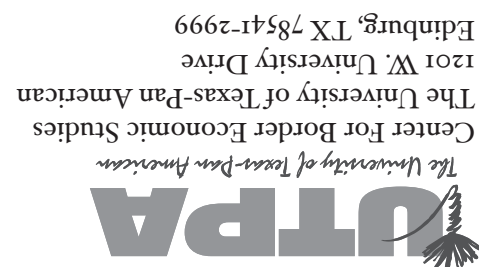 UTPA
The University of Texas-Pan American
Center For Border Economic Studies
The University of Texas-Pan American
1201 W. University Drive
Edinburg, TX 78541-2999